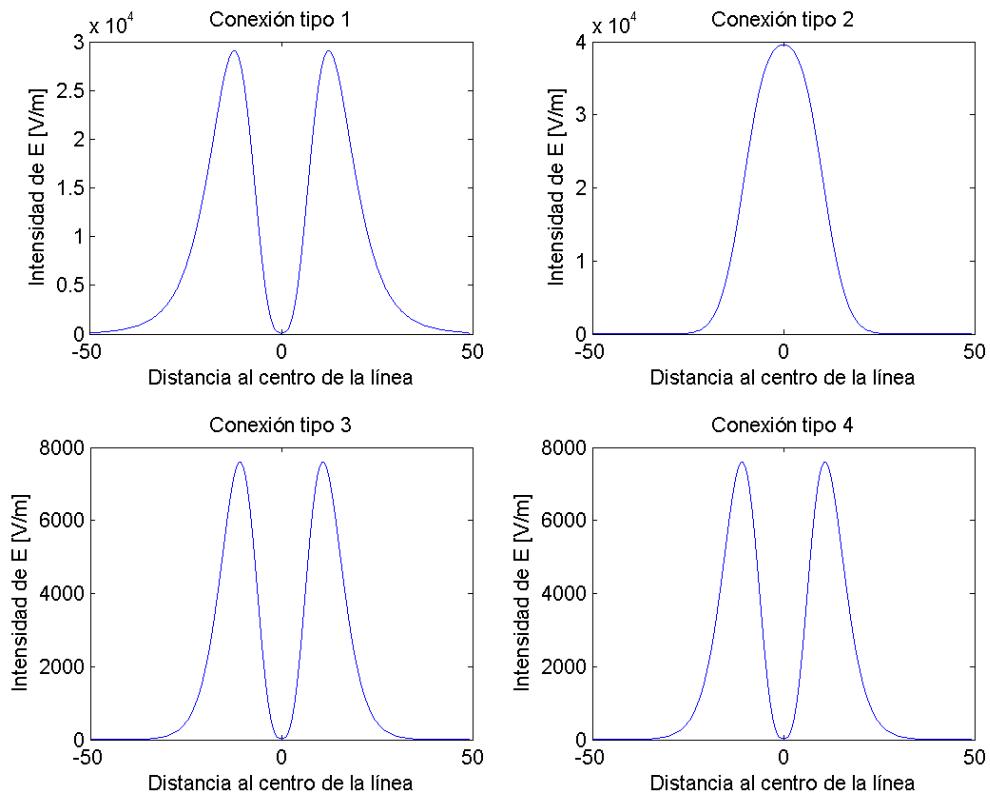 Conexión tipo 1
x 10^4
3
2.5
2
1.5
1
0.5
0
-50
0
50
Intensidad de E [V/m]
Distancia al centro de la línea
Conexión tipo 2
x 10^4
4
3
2
1
0
-50
0
50
Intensidad de E [V/m]
Distancia al centro de la línea
Conexión tipo 3
8000
6000
4000
2000
0
-50
0
50
Intensidad de E [V/m]
Distancia al centro de la línea
Conexión tipo 4
8000
6000
4000
2000
0
-50
0
50
Intensidad de E [V/m]
Distancia al centro de la línea